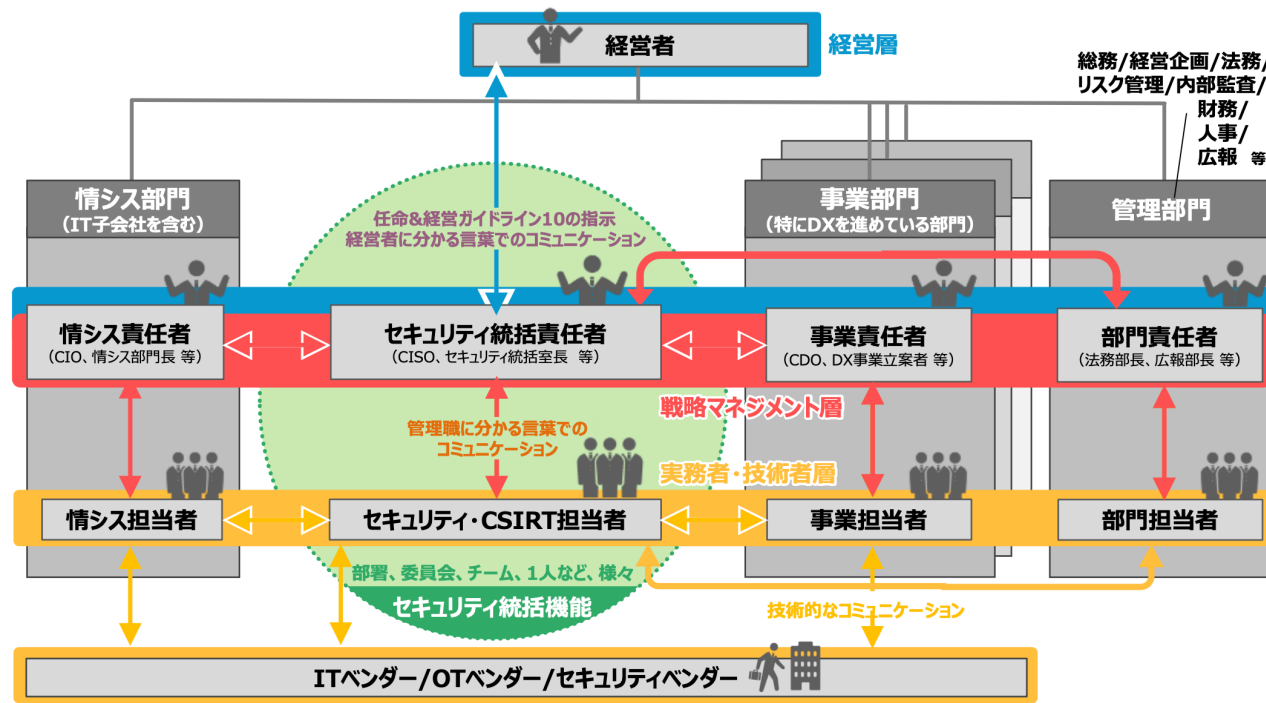 経営者
経営層
総務/経営企画/法務/
リスク管理/内部監査/
財務/
人事/
広報 等
情シス部門
(IT子会社を含む)
任命&経営ガイドライン10の指示
経営者に分かる言葉でのコミュニケーション
事業部門
(特にDXを進めている部門)
管理部門
情シス責任者
(CIO、情シス部門長 等)
セキュリティ統括責任者
(CISO、セキュリティ統括室長 等)
事業責任者
(CDO、DX事業立案者 等)
部門責任者
(法務部長、広報部長 等)
戦略マネジメント層
管理職に分かる言葉での
コミュニケーション
実務者・技術者層
情シス担当者
セキュリティ・CSIRT担当者
事業担当者
部門担当者
部署、委員会、チーム、1人など、様々
セキュリティ統括機能
技術的なコミュニケーション
ITベンダー/OTベンダー/セキュリティベンダー